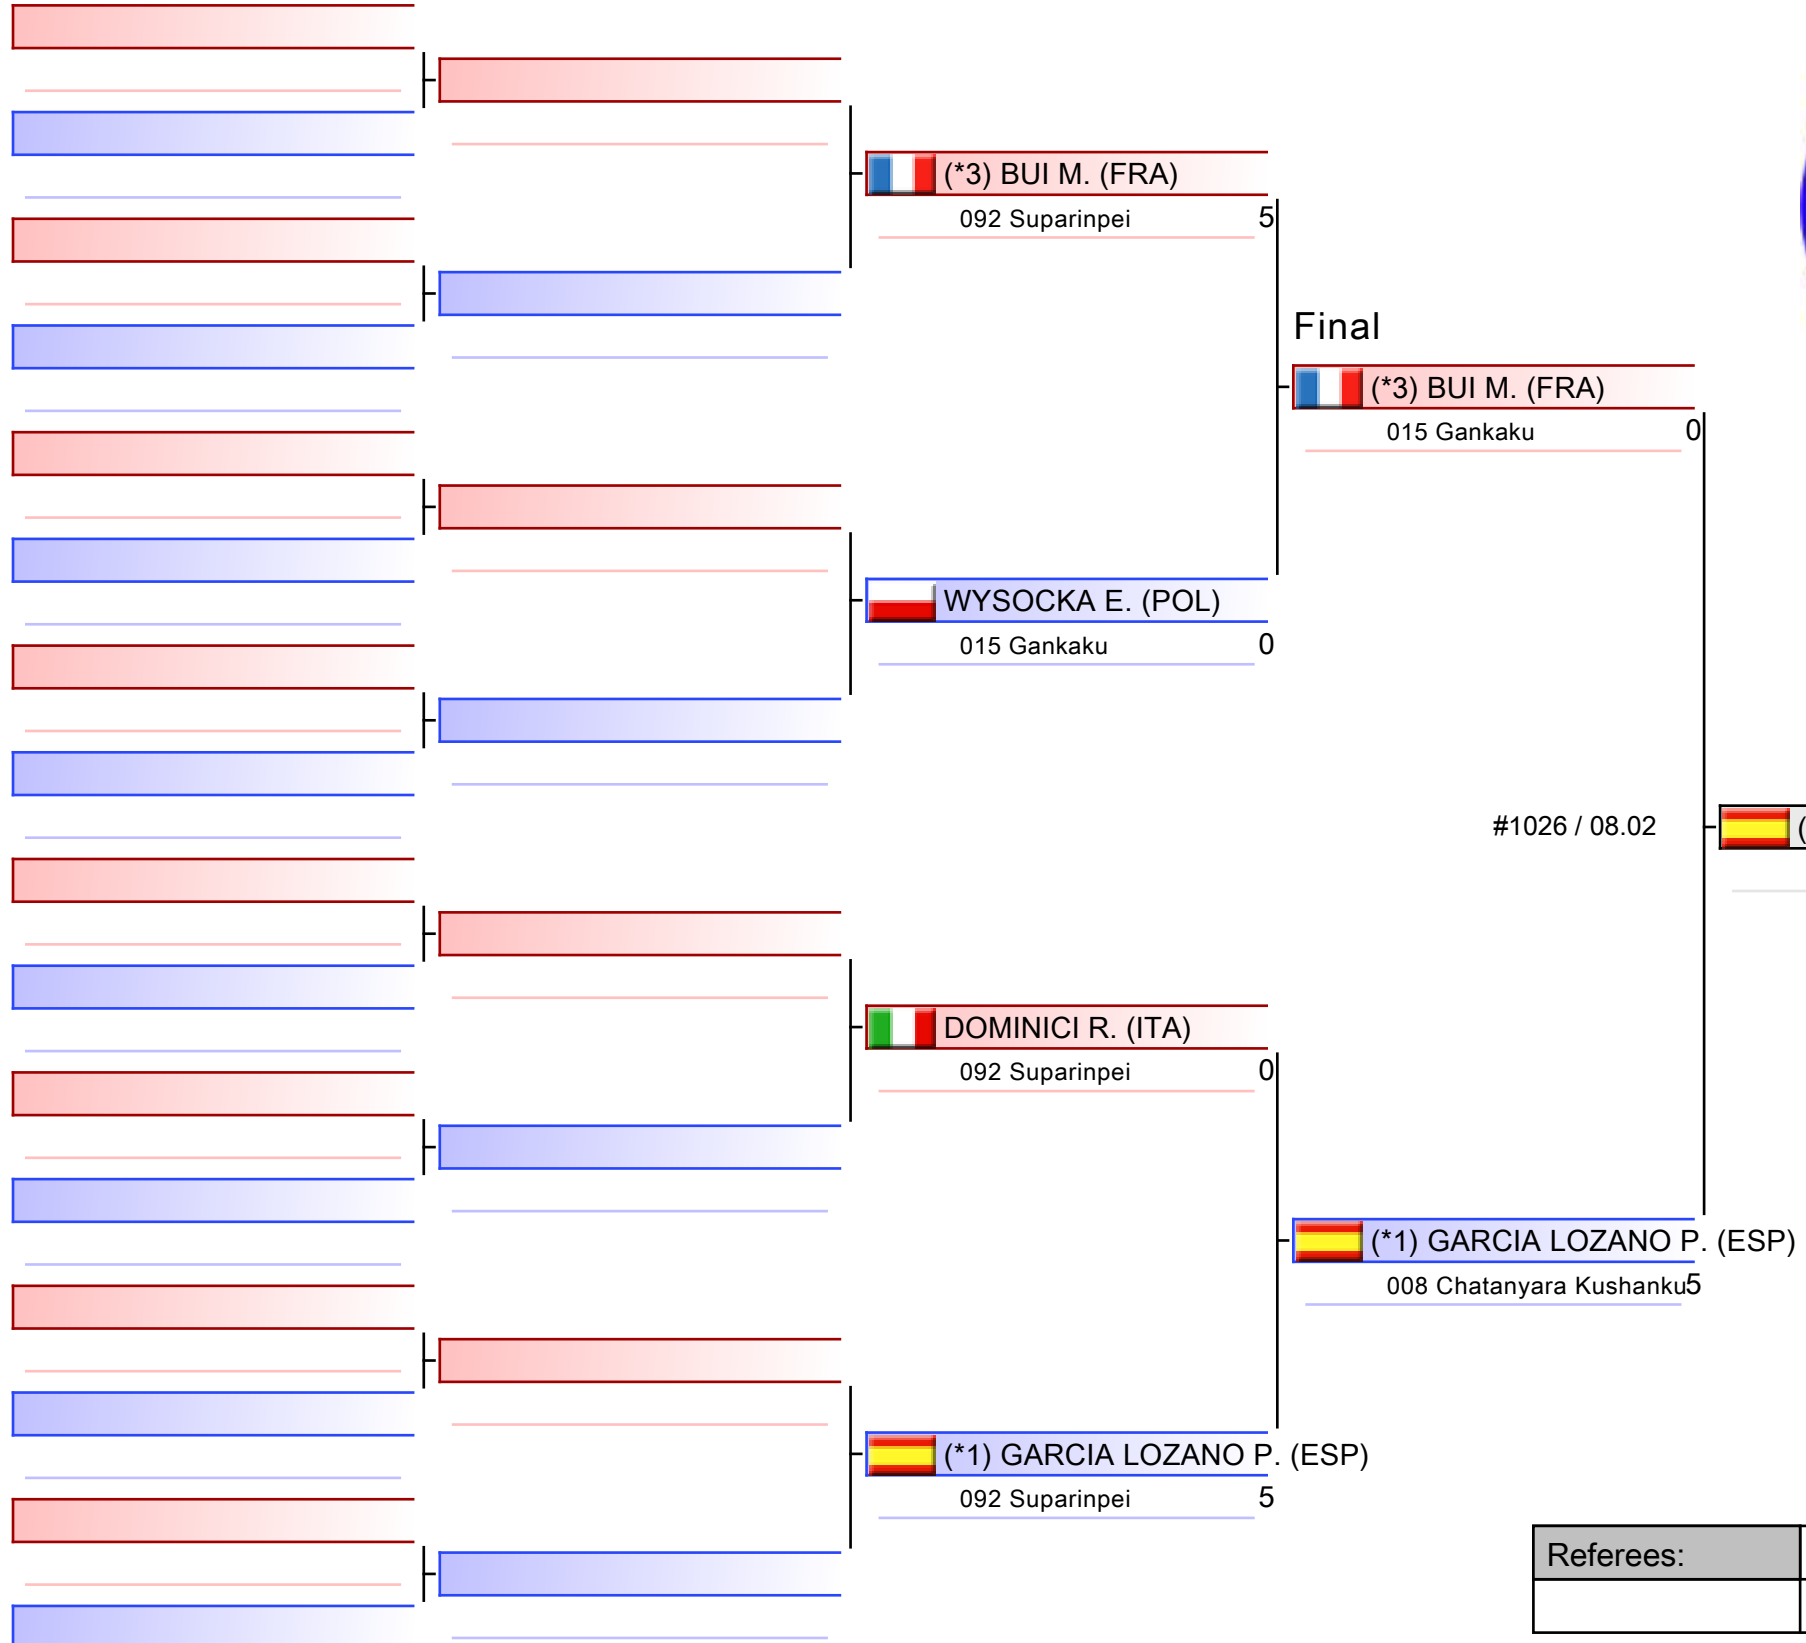 (*3) BUI M. (FRA)
092 Suparinpei 5
Final
(*3) BUI M. (FRA)
015 Gankaku 0
WYSOCKA E. (POL)
015 Gankaku 0
#1026 / 08.02
(
DOMINICI R. (ITA)
092 Suparinpei 0
(*1) GARCIA LOZANO P. (ESP)
008 Chatanyara Kushanku5
(*1) GARCIA LOZANO P. (ESP)
092 Suparinpei 5
Referees: